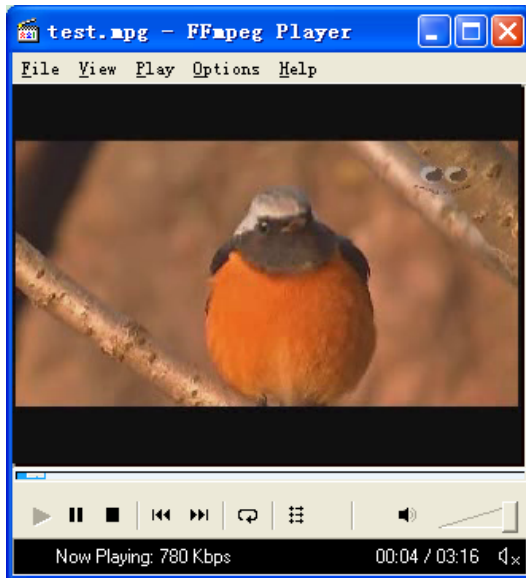 test.mpg - FFmpeg Player
File View Play Options Help
Now Playing: 780 Kbps 00:04 / 03:16